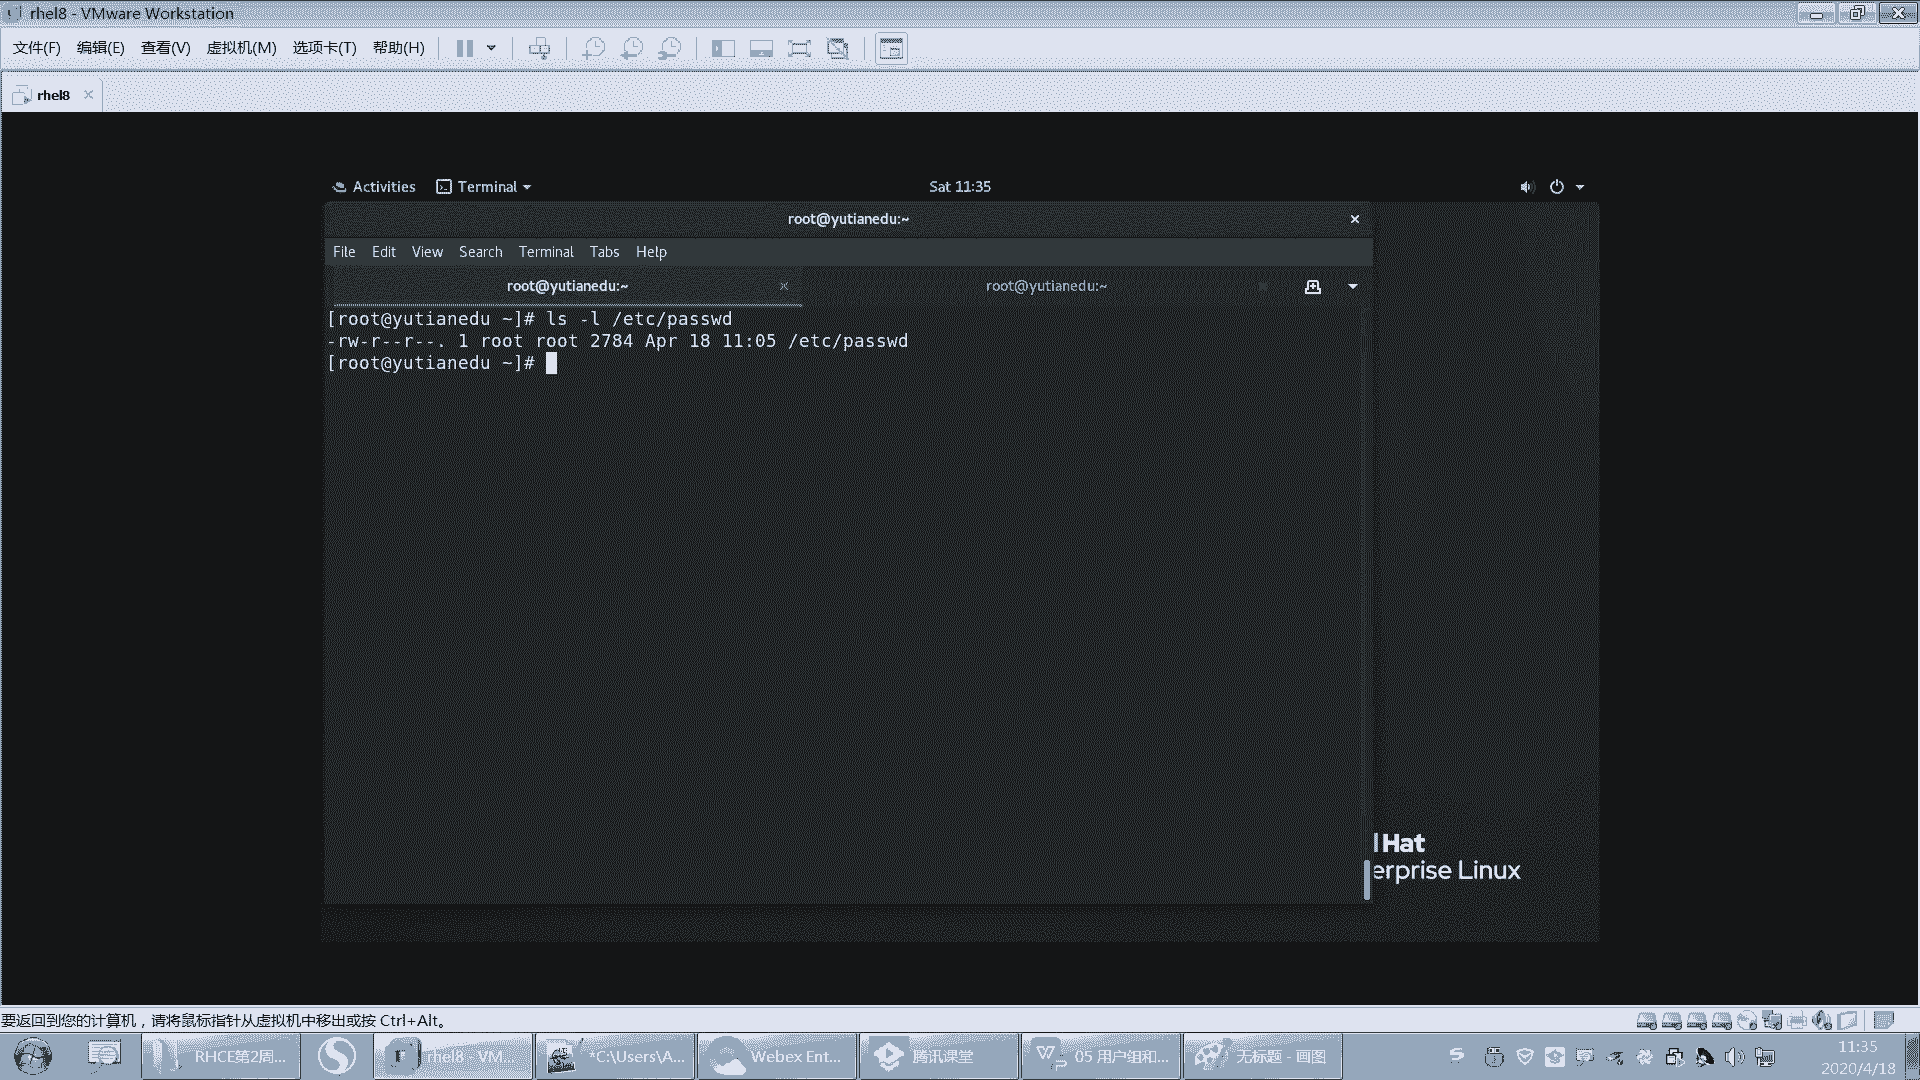 rhel8 - VMware Workstation
文件(F) 编辑(E) 查看(V) 虚拟机(M) 选项卡(T) 帮助(H)
rhel8
Activities Terminal Sat 11:35
root@yutianedu:~
File Edit View Search Terminal Tabs Help
root@yutianedu:~ root@yutianedu:~
[root@yutianedu ~]# ls -l /etc/passwd
-rw-r--r--. 1 root root 2784 Apr 18 11:05 /etc/passwd
[root@yutianedu ~]#
Hat
erprise Linux
要返回到您的计算机，请将鼠标指针从虚拟机中移出或按 Ctrl+Alt。
RHCE第2周... rhel8 - VM... *C:\Users\A... Webex Ent... 腾讯课堂 05 用户组和... 无标题 - 画图
11:35
2020/4/18